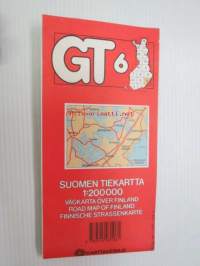 GT 6
SUOMEN TIEKARTTA
1:200 000
VÄGKARTA ÖVER FINLAND
ROAD MAP OF FINLAND
FINNISCHE STRASSENKARTE